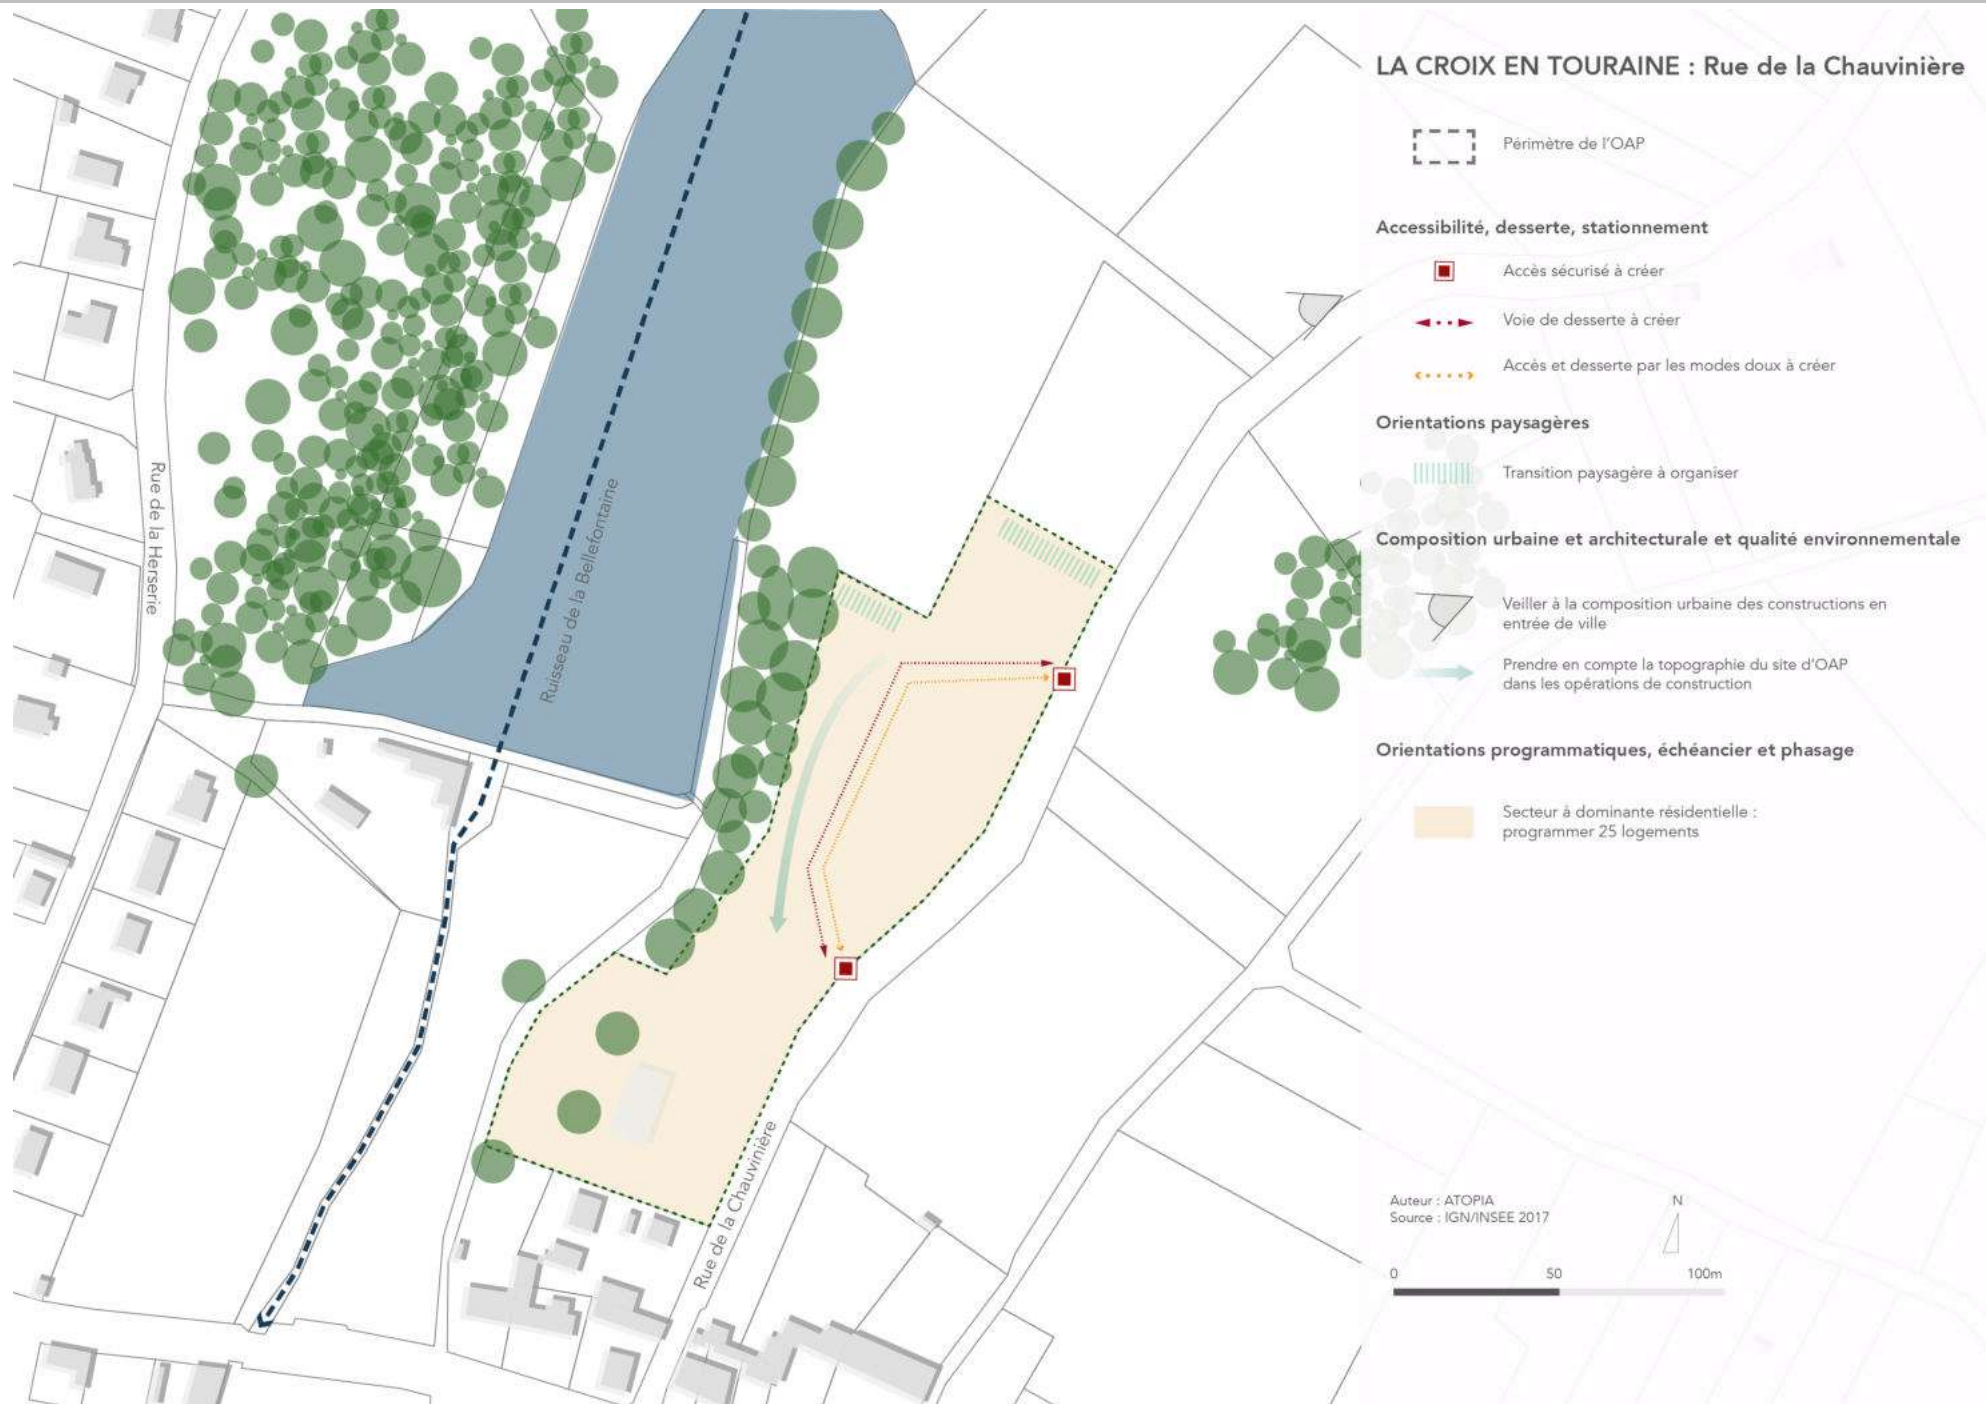 LA CROIX EN TOURAINE : Rue de la Chauvinière
Périmètre de l'OAP
Accessibilité, desserte, stationnement
Accès sécurisé à créer
Voie de desserte à créer
Accès et desserte par les modes doux à créer
Orientations paysagères
Transition paysagère à organiser
Composition urbaine et architecturale et qualité environnementale
Veiller à la composition urbaine des constructions en
entrée de ville
Prendre en compte la topographie du site d'OAP
dans les opérations de construction
Orientations programmatiques, échéancier et phasage
Secteur à dominante résidentielle :
programmer 25 logements
Rue de la Herserie
Ruisseau de la Bellefontaine
Rue de la Chauvinière
Auteur : ATOPIA
Source : IGN/INSEE 2017
N
0 50 100m